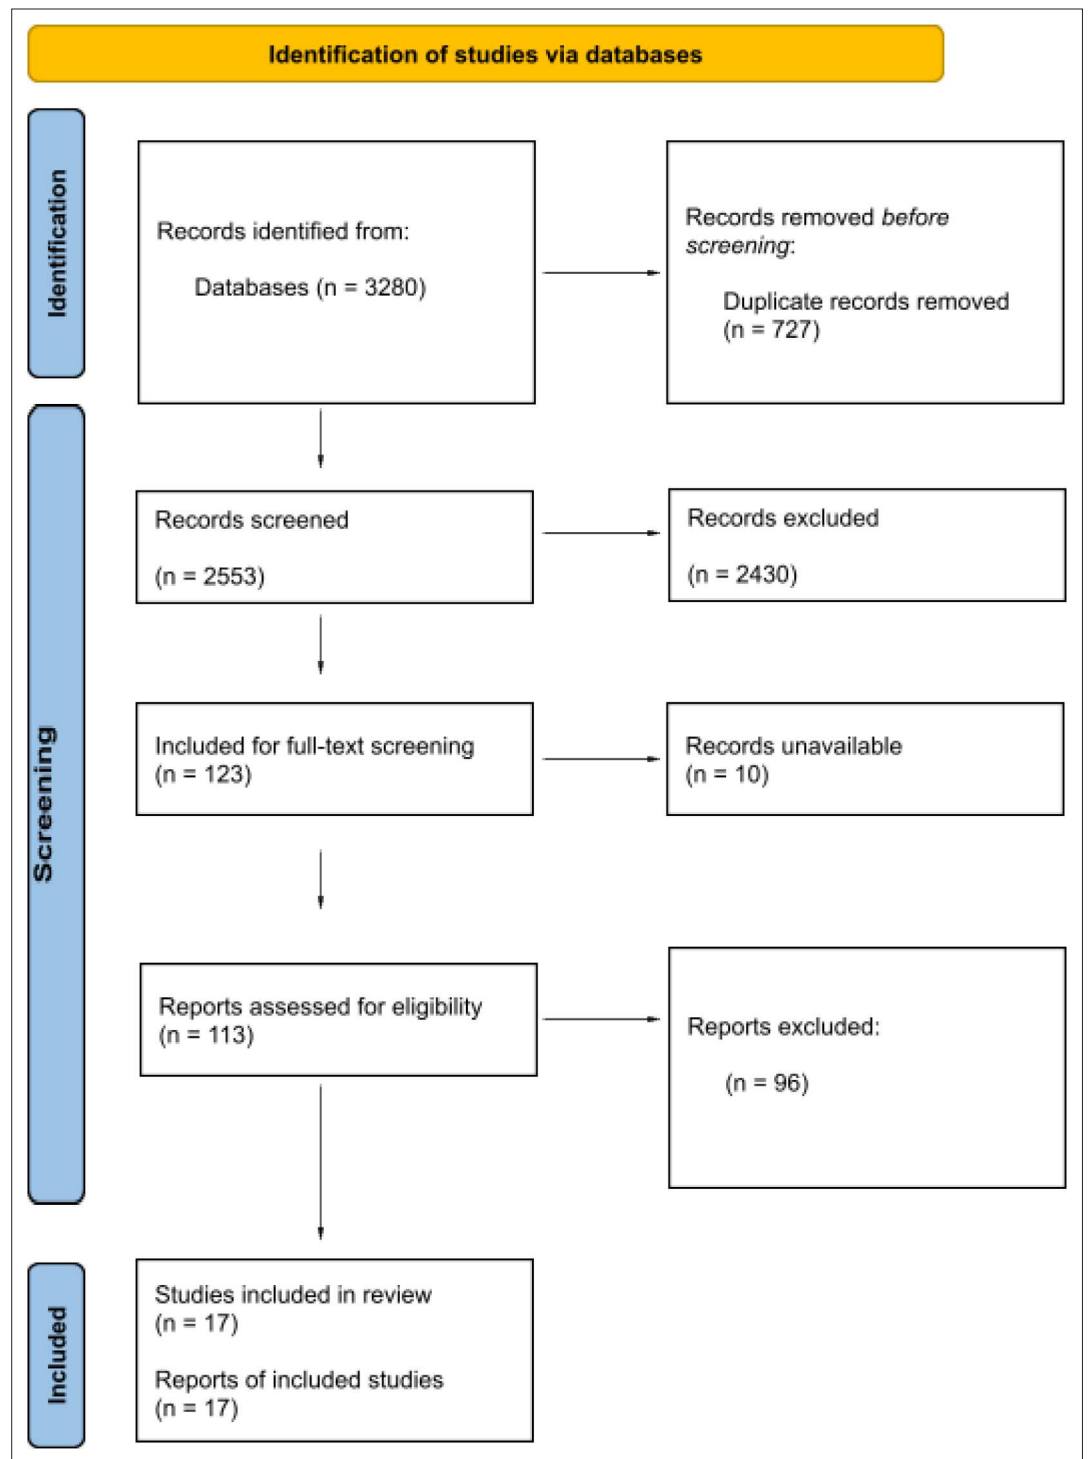 Identification of studies via databases
Identification
Records identified from:
Databases (n = 3280)
Records removed before
screening:
Duplicate records removed
(n = 727)
Screening
Records screened
(n = 2553)
Records excluded
(n = 2430)
Included for full-text screening
(n = 123)
Records unavailable
(n = 10)
Reports assessed for eligibility
(n = 113)
Reports excluded:
(n = 96)
Included
Studies included in review
(n = 17)
Reports of included studies
(n = 17)